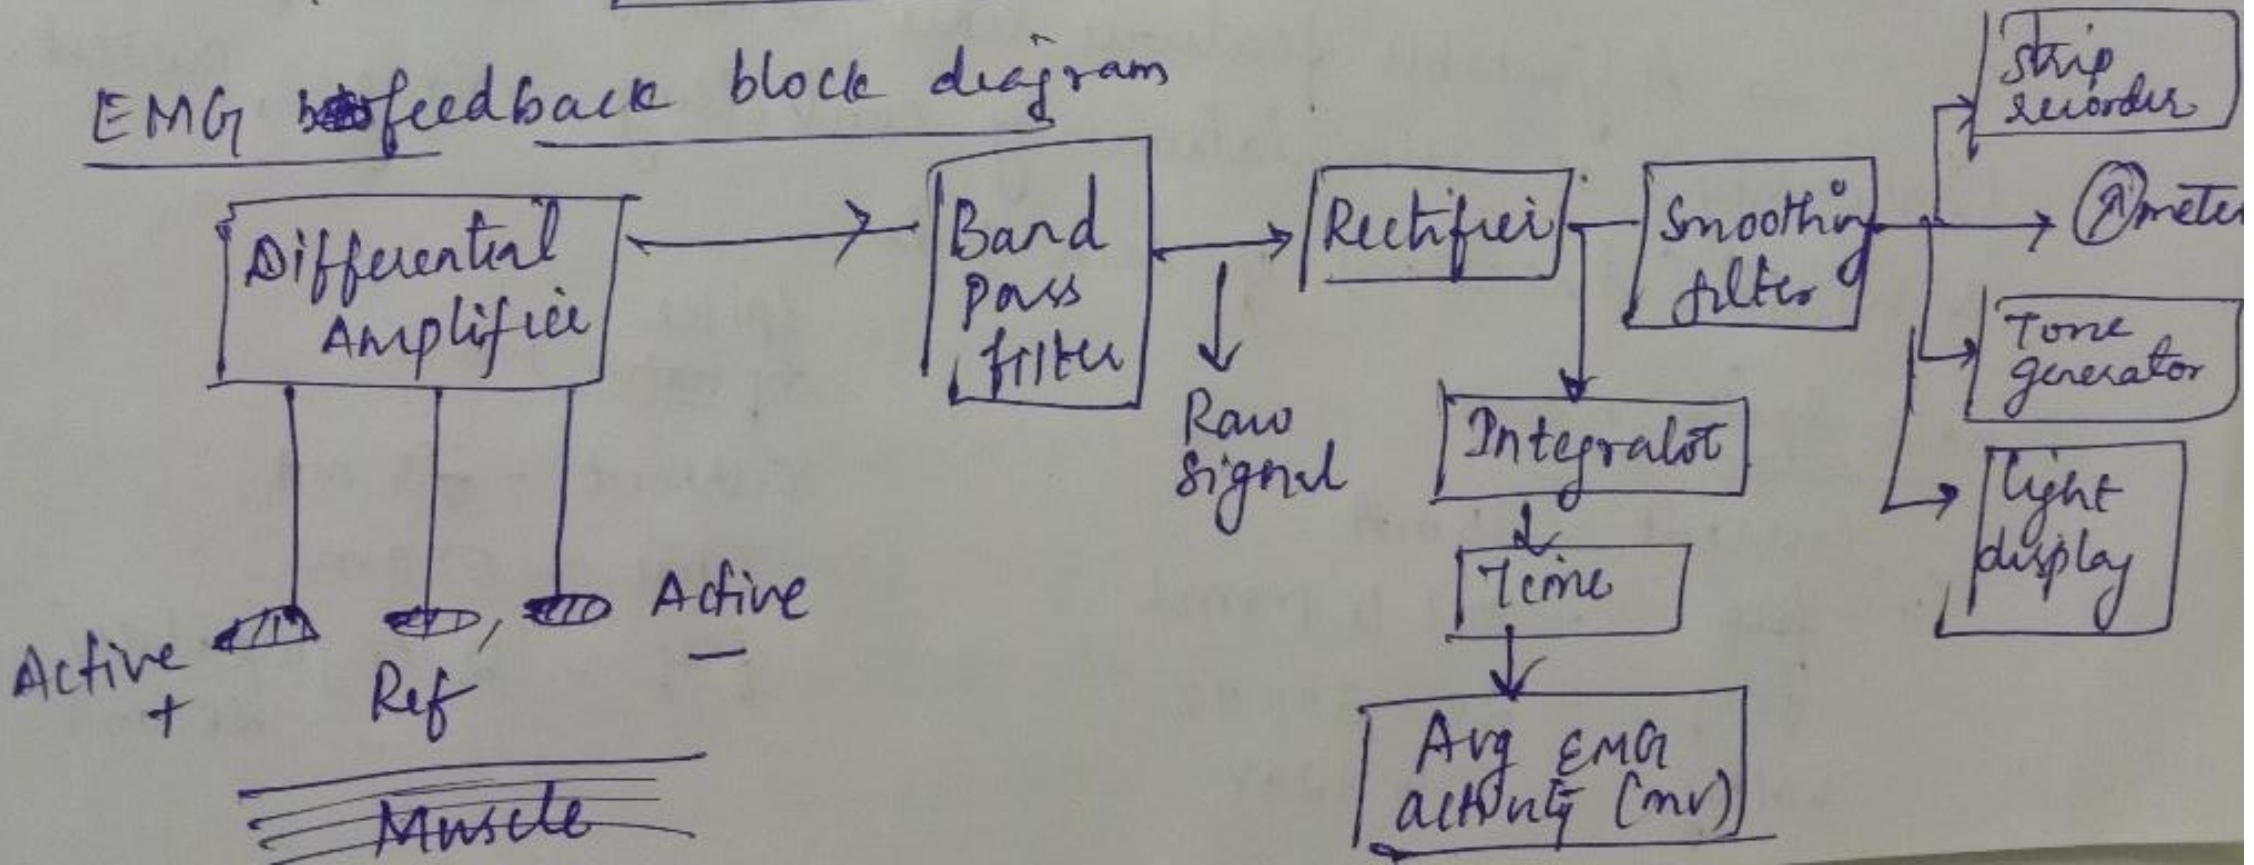 EMG feedback block diagram
Differential
Amplifier
Band
pass
filter
Rectifier
Smoothing
filter
Strip
recorder
meter
Tone
generator
light
display
Raw
signal
Integrator
Time
Avg EMG
activity (mv)
Active
+
Ref
Active
-
Muscle